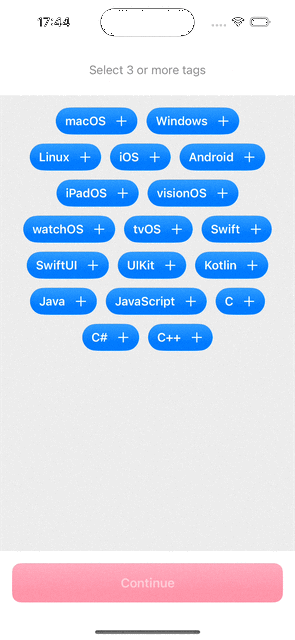 17:44
Select 3 or more tags
macOS + Windows +
Linux + iOS + Android +
iPadOS + visionOS +
watchOS + tvOS + Swift +
SwiftUI + UIKit + Kotlin +
Java + JavaScript + C +
C# + C++ +
Continue